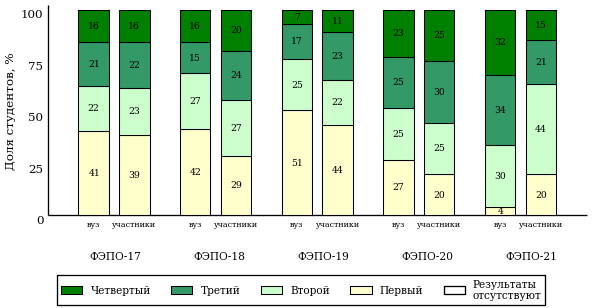 Доля студентов, %
100
75
50
25
0
16 16 16 20 7 11 23 25 32 15
21 22 15 24 17 23 25 30 34 21
22 23 27 27 25 22 25 25 30 44
41 39 42 29 51 44 27 20 4 20
вуз участники вуз участники вуз участники вуз участники вуз участники
ФЭПО-17 ФЭПО-18 ФЭПО-19 ФЭПО-20 ФЭПО-21
Четвертый Третий Второй Первый Результаты
отсутствуют